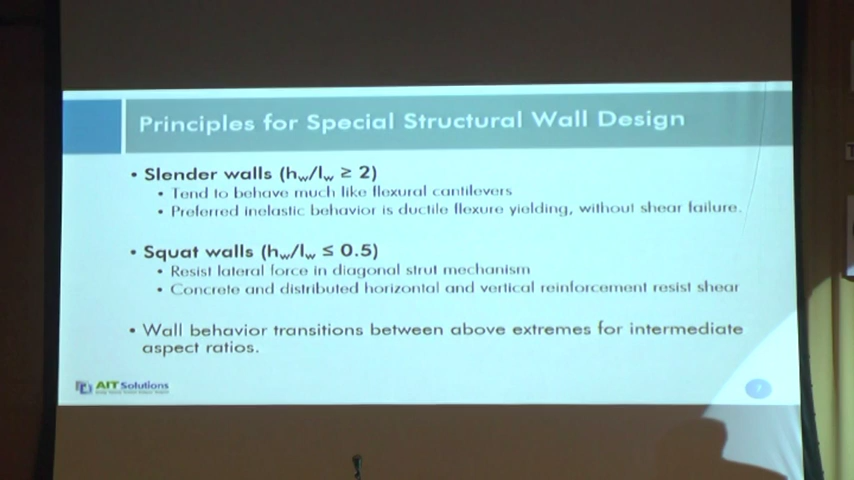 Principles for Special Structural Wall Design
• Slender walls (hw/lw ≥ 2)
• Tend to behave much like flexural cantilevers
• Preferred inelastic behavior is ductile flexure yielding, without shear failure.
• Squat walls (hw/lw ≤ 0.5)
• Resist lateral force in diagonal strut mechanism
• Concrete and distributed horizontal and vertical reinforcement resist shear
• Wall behavior transitions between above extremes for intermediate
aspect ratios.
AIT Solutions